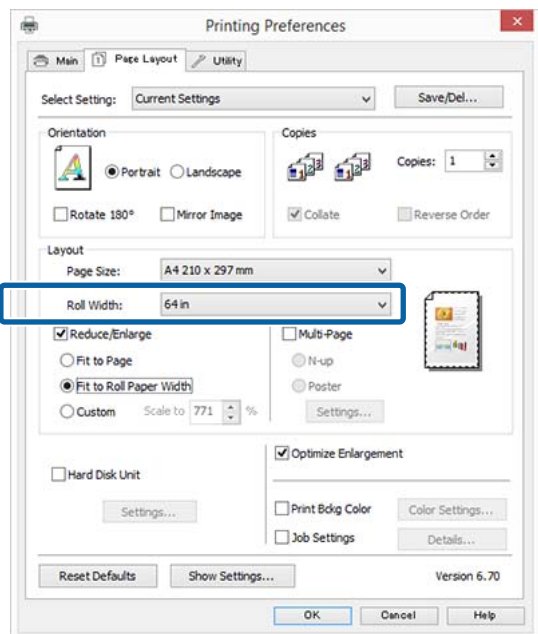 Printing Preferences
Main Page Layout Utility
Select Setting: Current Settings Save/Del...
Orientation Copies
Portrait Landscape Copies: 1
Rotate 180° Mirror Image Collate Reverse Order
Layout
Page Size: A4 210 x 297 mm
Roll Width: 64 in
Reduce/Enlarge Multi-Page
Fit to Page N-up
Fit to Roll Paper Width Poster
Custom Scale to 771 % Settings...
Optimize Enlargement
Hard Disk Unit
Settings... Print Bckg Color Color Settings...
Job Settings Details...
Reset Defaults Show Settings... Version 6.70
OK Cancel Help